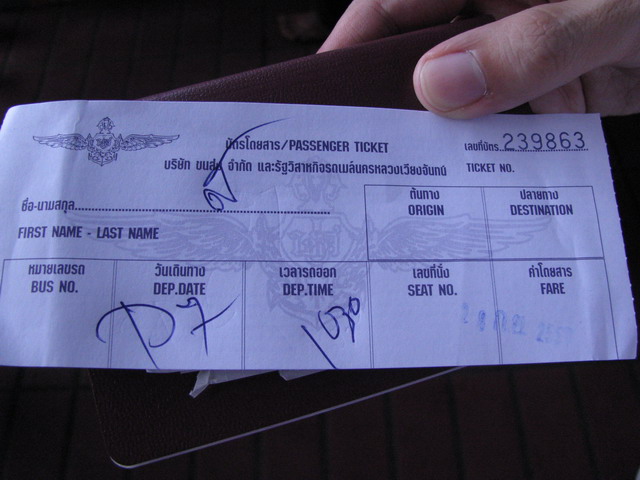 บัตรโดยสาร/PASSENGER TICKET
เลขที่บัตร 239863
บริษัท ขนส่ง จำกัด และรัฐวิสาหกิจรถเมล์นครหลวงเวียงจันทน์
TICKET NO.
ชื่อ-นามสกุล
FIRST NAME - LAST NAME
ต้นทาง
ORIGIN
ปลายทาง
DESTINATION
หมายเลขรถ
BUS NO.
วันเดินทาง
DEP.DATE
เวลารถออก
DEP.TIME
เลขที่นั่ง
SEAT NO.
ค่าโดยสาร
FARE
1030